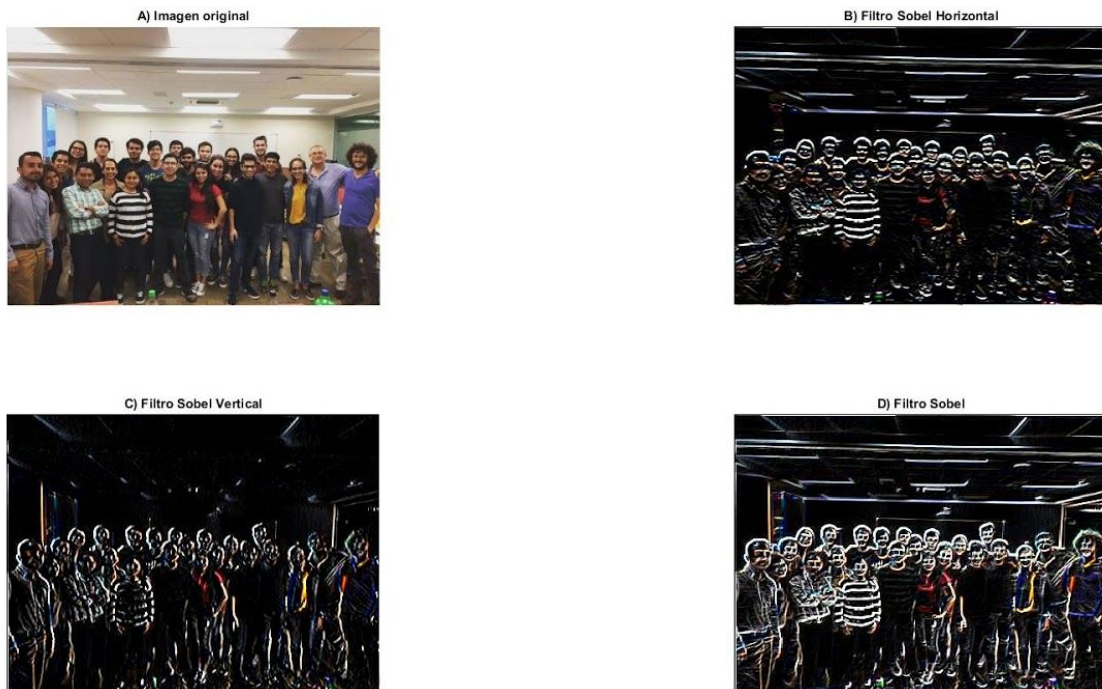 A) Imagen original
B) Filtro Sobel Horizontal
C) Filtro Sobel Vertical
D) Filtro Sobel